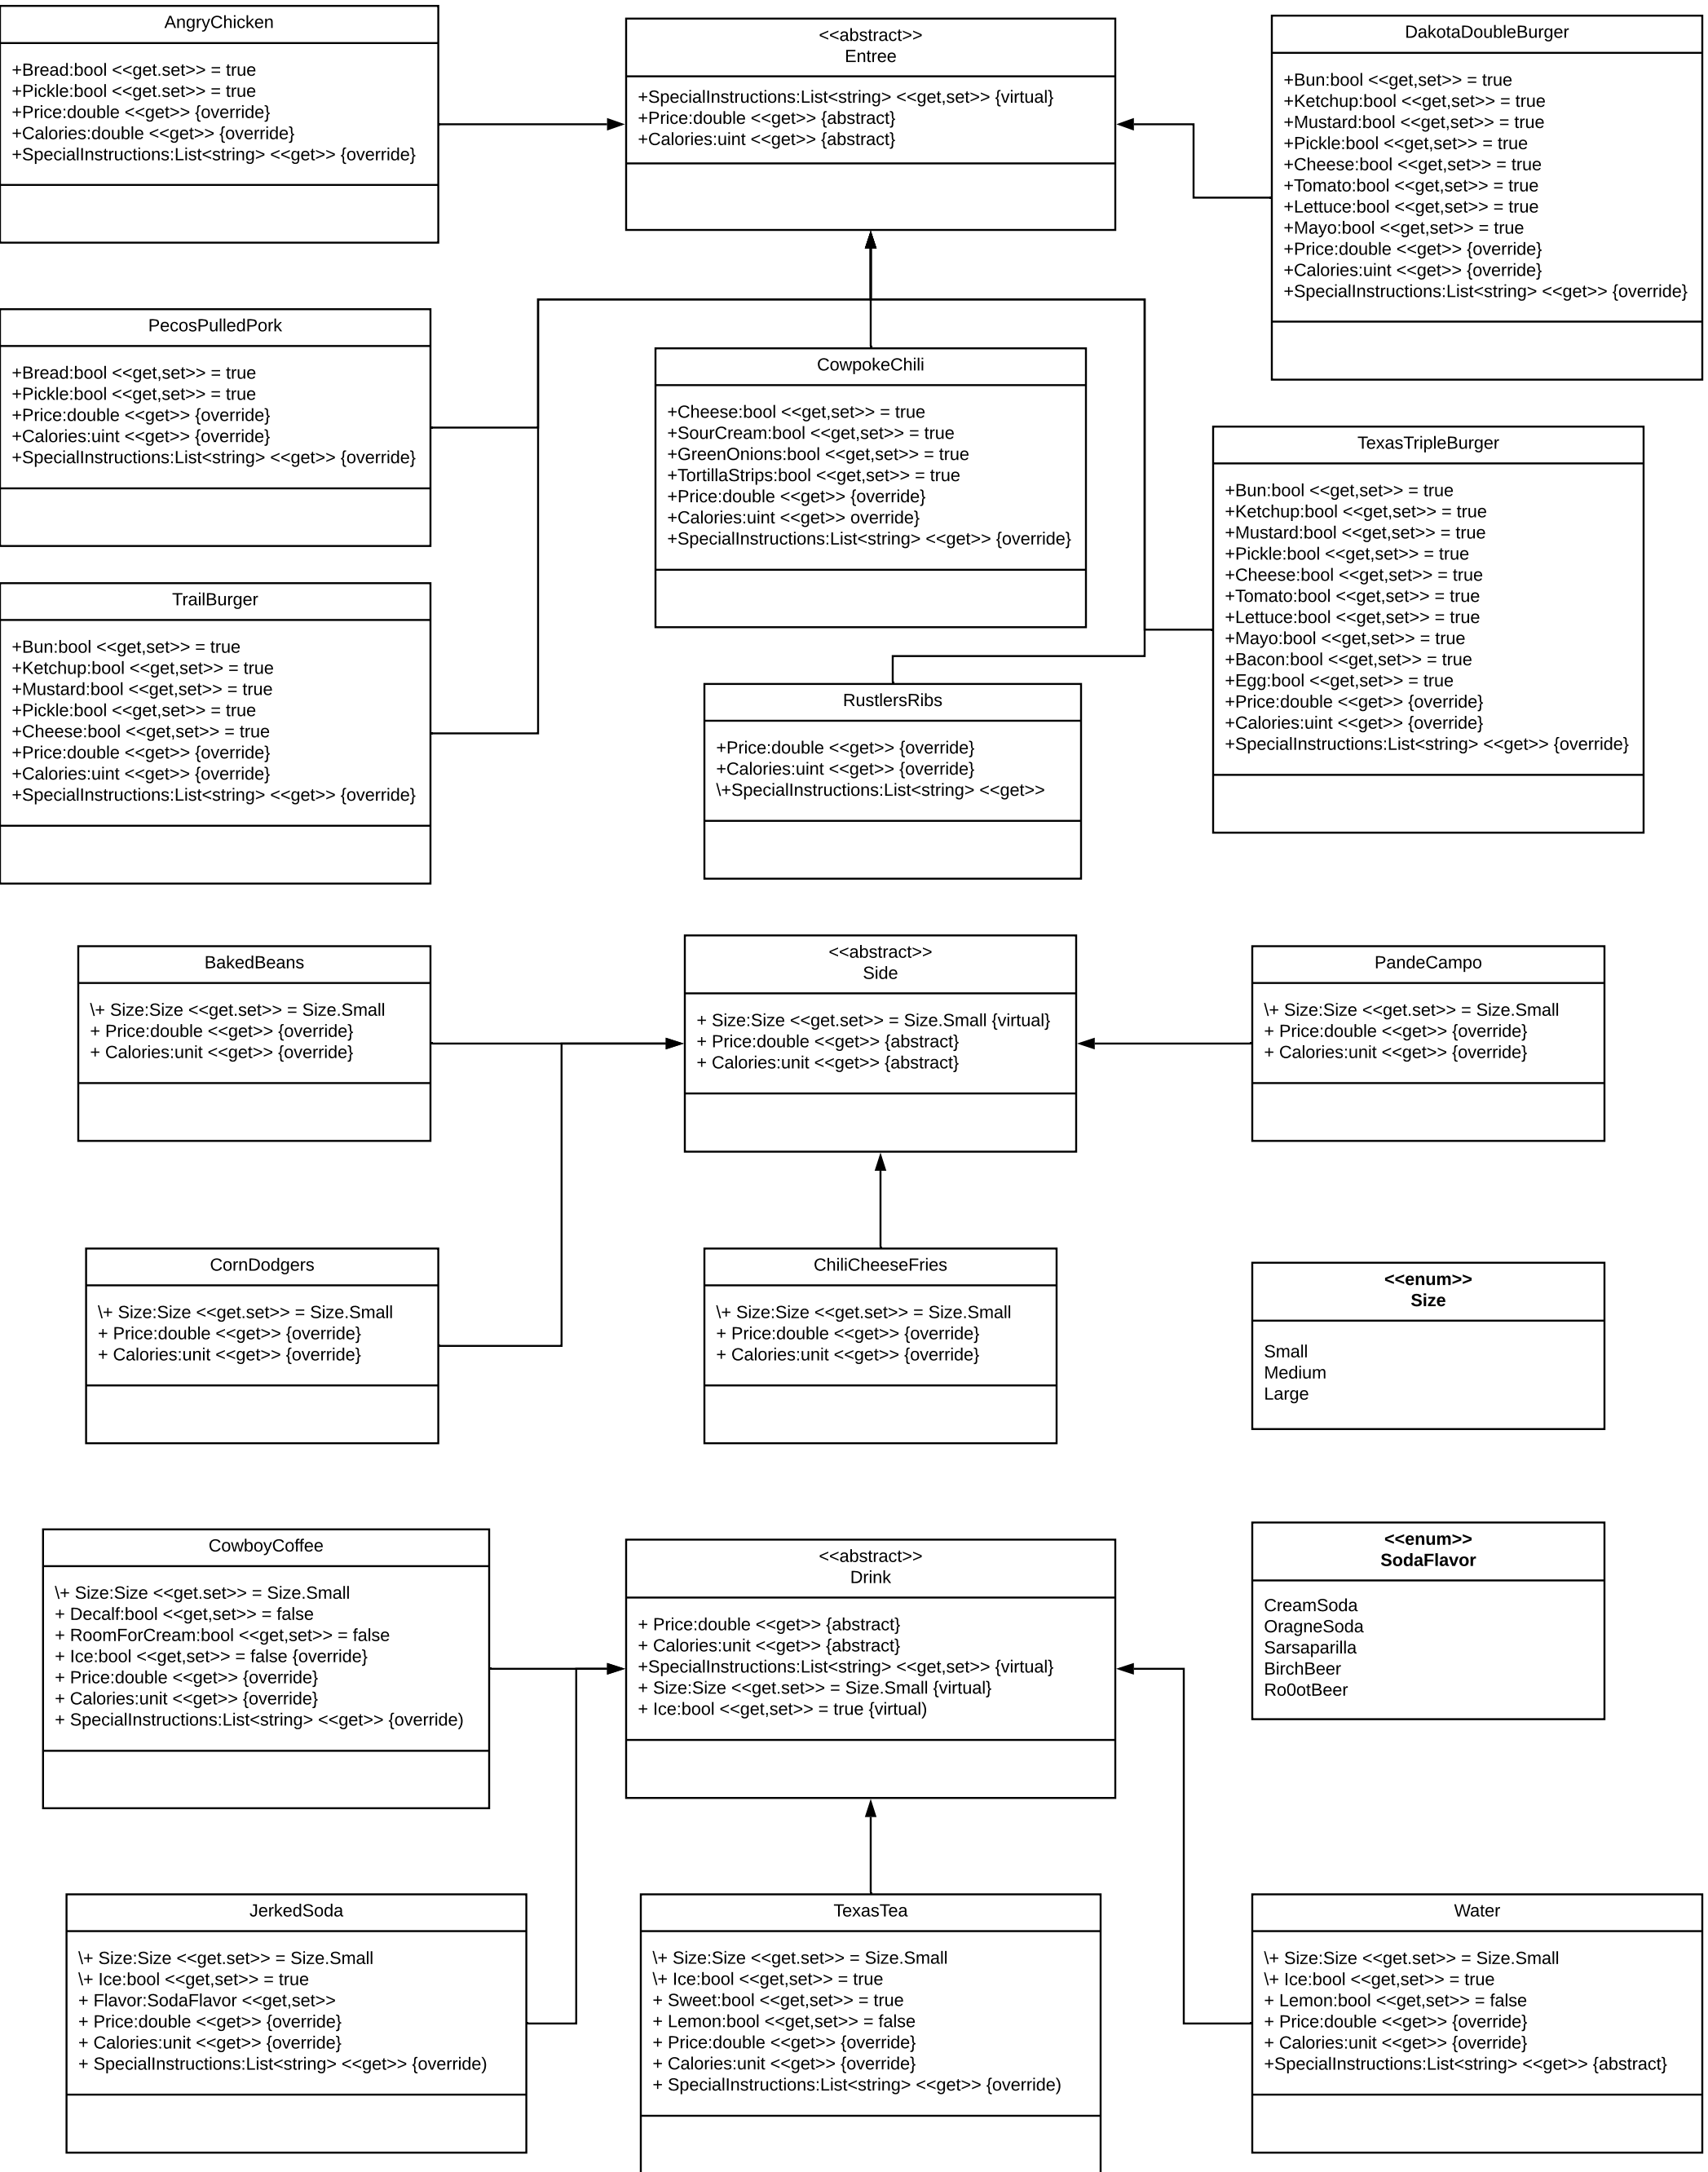 AngryChicken
+Bread:bool <<get.set>> = true
+Pickle:bool <<get.set>> = true
+Price:double <<get>> {override}
+Calories:double <<get>> {override}
+SpecialInstructions:List<string> <<get>> {override}
<<abstract>>
Entree
+SpecialInstructions:List<string> <<get,set>> {virtual}
+Price:double <<get>> {abstract}
+Calories:uint <<get>> {abstract}
DakotaDoubleBurger
+Bun:bool <<get,set>> = true
+Ketchup:bool <<get,set>> = true
+Mustard:bool <<get,set>> = true
+Pickle:bool <<get,set>> = true
+Cheese:bool <<get,set>> = true
+Tomato:bool <<get,set>> = true
+Lettuce:bool <<get,set>> = true
+Mayo:bool <<get,set>> = true
+Price:double <<get>> {override}
+Calories:uint <<get>> {override}
+SpecialInstructions:List<string> <<get>> {override}
PecosPulledPork
+Bread:bool <<get,set>> = true
+Pickle:bool <<get,set>> = true
+Price:double <<get>> {override}
+Calories:uint <<get>> {override}
+SpecialInstructions:List<string> <<get>> {override}
CowpokeChili
+Cheese:bool <<get,set>> = true
+SourCream:bool <<get,set>> = true
+GreenOnions:bool <<get,set>> = true
+TortillaStrips:bool <<get,set>> = true
+Price:double <<get>> {override}
+Calories:uint <<get>> override}
+SpecialInstructions:List<string> <<get>> {override}
TexasTripleBurger
+Bun:bool <<get,set>> = true
+Ketchup:bool <<get,set>> = true
+Mustard:bool <<get,set>> = true
+Pickle:bool <<get,set>> = true
+Cheese:bool <<get,set>> = true
+Tomato:bool <<get,set>> = true
+Lettuce:bool <<get,set>> = true
+Mayo:bool <<get,set>> = true
+Bacon:bool <<get,set>> = true
+Egg:bool <<get,set>> = true
+Price:double <<get>> {override}
+Calories:uint <<get>> {override}
+SpecialInstructions:List<string> <<get>> {override}
TrailBurger
+Bun:bool <<get,set>> = true
+Ketchup:bool <<get,set>> = true
+Mustard:bool <<get,set>> = true
+Pickle:bool <<get,set>> = true
+Cheese:bool <<get,set>> = true
+Price:double <<get>> {override}
+Calories:uint <<get>> {override}
+SpecialInstructions:List<string> <<get>> {override}
RustlersRibs
+Price:double <<get>> {override}
+Calories:uint <<get>> {override}
\+SpecialInstructions:List<string> <<get>>
BakedBeans
\+ Size:Size <<get.set>> = Size.Small
+ Price:double <<get>> {override}
+ Calories:unit <<get>> {override}
<<abstract>>
Side
+ Size:Size <<get.set>> = Size.Small {virtual}
+ Price:double <<get>> {abstract}
+ Calories:unit <<get>> {abstract}
PandeCampo
\+ Size:Size <<get.set>> = Size.Small
+ Price:double <<get>> {override}
+ Calories:unit <<get>> {override}
CornDodgers
\+ Size:Size <<get.set>> = Size.Small
+ Price:double <<get>> {override}
+ Calories:unit <<get>> {override}
ChiliCheeseFries
\+ Size:Size <<get.set>> = Size.Small
+ Price:double <<get>> {override}
+ Calories:unit <<get>> {override}
<<enum>>
Size
Small
Medium
Large
CowboyCoffee
\+ Size:Size <<get.set>> = Size.Small
+ Decalf:bool <<get,set>> = false
+ RoomForCream:bool <<get,set>> = false
+ Ice:bool <<get,set>> = false {override}
+ Price:double <<get>> {override}
+ Calories:unit <<get>> {override}
+ SpecialInstructions:List<string> <<get>> {override)
<<abstract>>
Drink
+ Price:double <<get>> {abstract}
+ Calories:unit <<get>> {abstract}
+SpecialInstructions:List<string> <<get,set>> {virtual}
+ Size:Size <<get.set>> = Size.Small {virtual}
+ Ice:bool <<get,set>> = true {virtual)
<<enum>>
SodaFlavor
CreamSoda
OragneSoda
Sarsaparilla
BirchBeer
Ro0otBeer
JerkedSoda
\+ Size:Size <<get.set>> = Size.Small
\+ Ice:bool <<get,set>> = true
+ Flavor:SodaFlavor <<get,set>>
+ Price:double <<get>> {override}
+ Calories:unit <<get>> {override}
+ SpecialInstructions:List<string> <<get>> {override)
TexasTea
\+ Size:Size <<get.set>> = Size.Small
\+ Ice:bool <<get,set>> = true
+ Sweet:bool <<get,set>> = true
+ Lemon:bool <<get,set>> = false
+ Price:double <<get>> {override}
+ Calories:unit <<get>> {override}
+ SpecialInstructions:List<string> <<get>> {override)
Water
\+ Size:Size <<get.set>> = Size.Small
\+ Ice:bool <<get,set>> = true
+ Lemon:bool <<get,set>> = false
+ Price:double <<get>> {override}
+ Calories:unit <<get>> {override}
+SpecialInstructions:List<string> <<get>> {abstract}